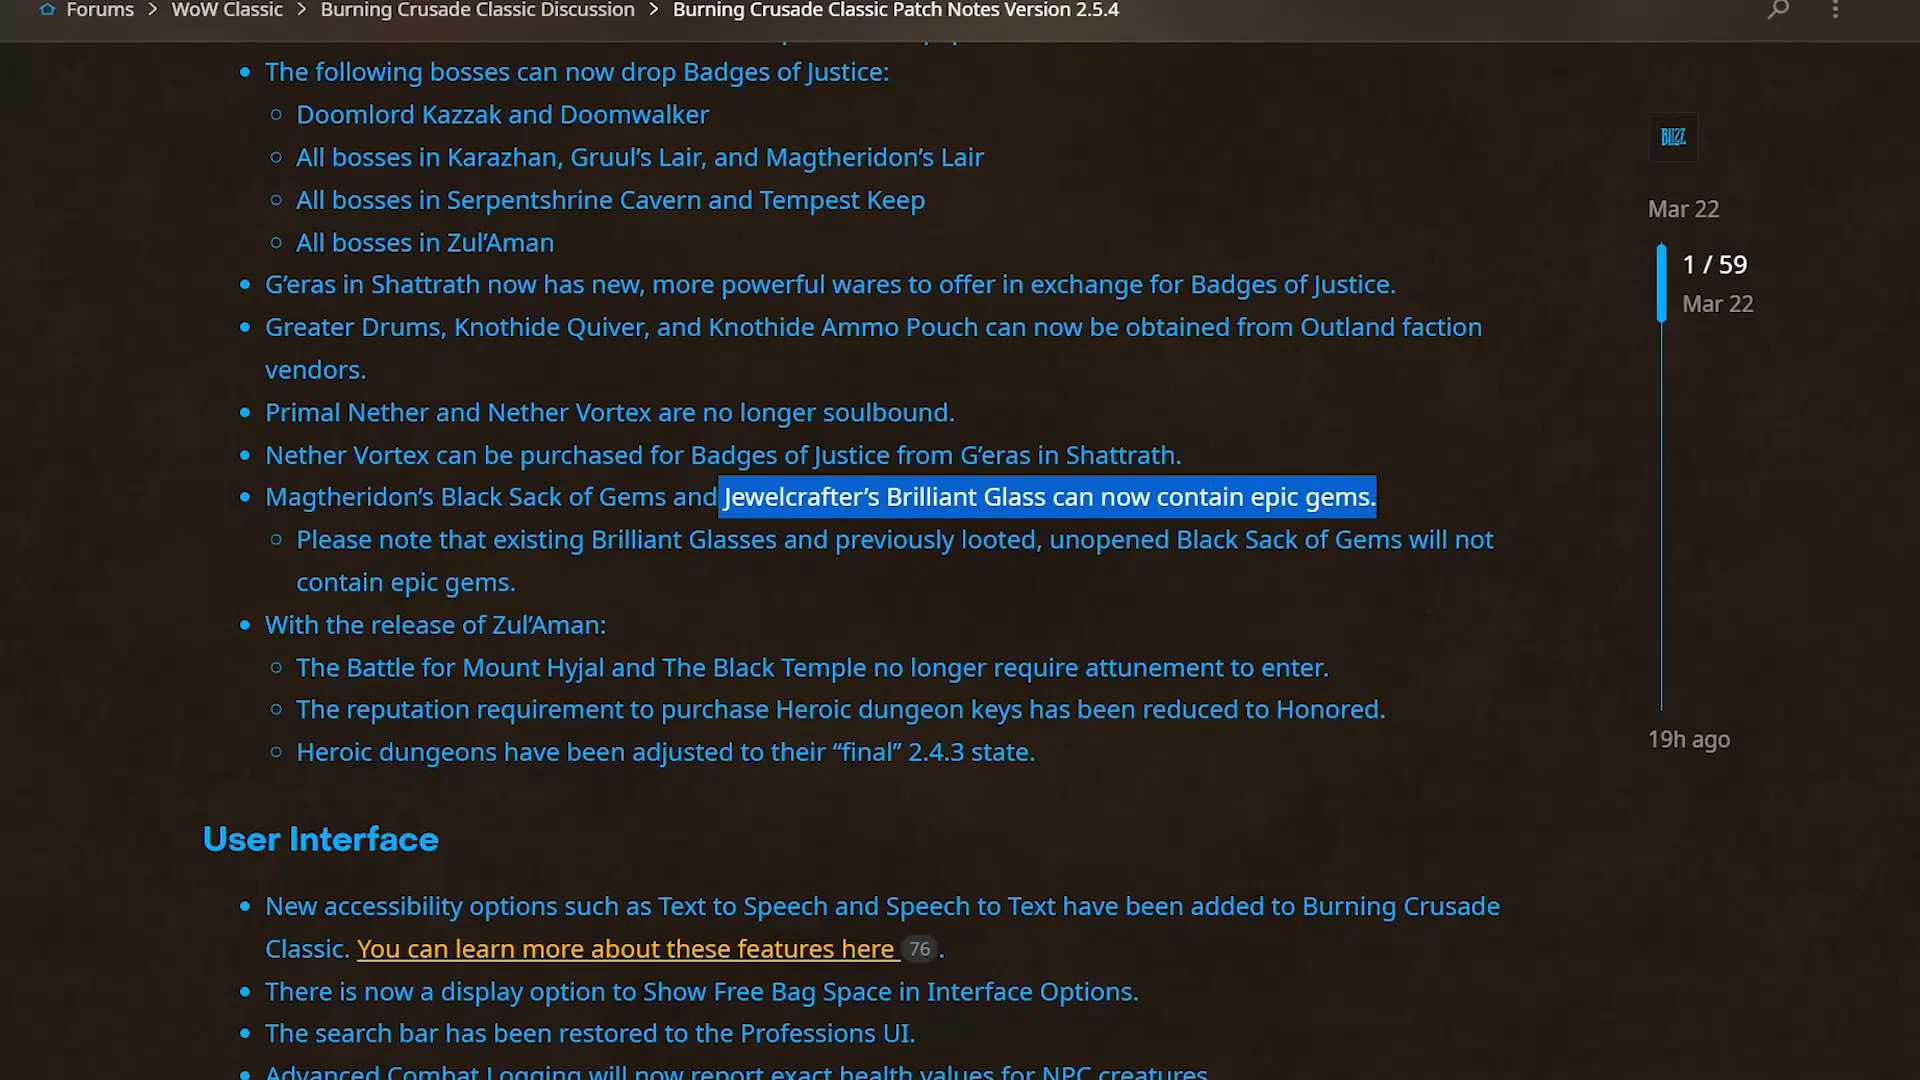 Forums > WoW Classic > Burning Crusade Classic Discussion > Burning Crusade Classic Patch Notes Version 2.5.4
• The following bosses can now drop Badges of Justice:
○ Doomlord Kazzak and Doomwalker
○ All bosses in Karazhan, Gruul’s Lair, and Magtheridon’s Lair
○ All bosses in Serpentshrine Cavern and Tempest Keep
○ All bosses in Zul’Aman
• G’eras in Shattrath now has new, more powerful wares to offer in exchange for Badges of Justice.
• Greater Drums, Knothide Quiver, and Knothide Ammo Pouch can now be obtained from Outland faction
vendors.
• Primal Nether and Nether Vortex are no longer soulbound.
• Nether Vortex can be purchased for Badges of Justice from G’eras in Shattrath.
• Magtheridon’s Black Sack of Gems and Jewelcrafter’s Brilliant Glass can now contain epic gems.
○ Please note that existing Brilliant Glasses and previously looted, unopened Black Sack of Gems will not
contain epic gems.
• With the release of Zul’Aman:
○ The Battle for Mount Hyjal and The Black Temple no longer require attunement to enter.
○ The reputation requirement to purchase Heroic dungeon keys has been reduced to Honored.
○ Heroic dungeons have been adjusted to their “final” 2.4.3 state.
User Interface
• New accessibility options such as Text to Speech and Speech to Text have been added to Burning Crusade
Classic. You can learn more about these features here 76 .
• There is now a display option to Show Free Bag Space in Interface Options.
• The search bar has been restored to the Professions UI.
• Advanced Combat Logging will now report exact health values for NPC creatures.
BLIZZ
Mar 22
1 / 59
Mar 22
19h ago